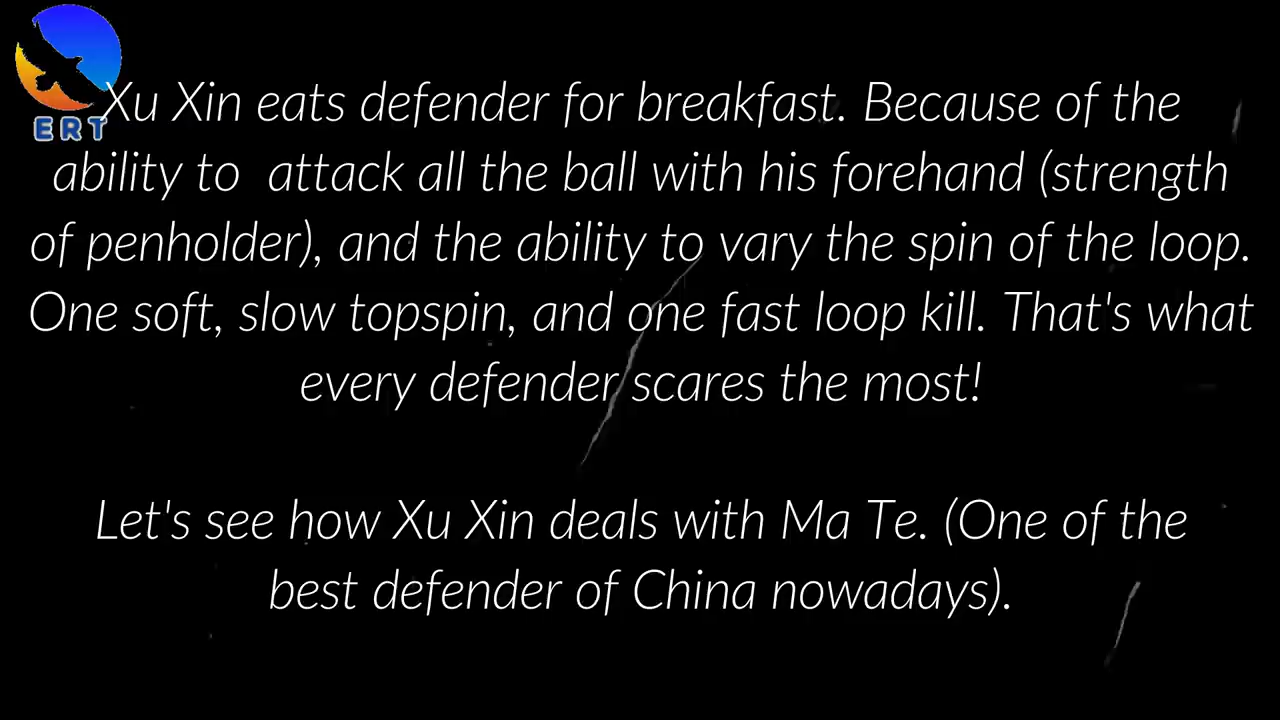 ERT
Xu Xin eats defender for breakfast. Because of the
ability to  attack all the ball with his forehand (strength
of penholder), and the ability to vary the spin of the loop.
One soft, slow topspin, and one fast loop kill. That's what
every defender scares the most!
Let's see how Xu Xin deals with Ma Te. (One of the
best defender of China nowadays).